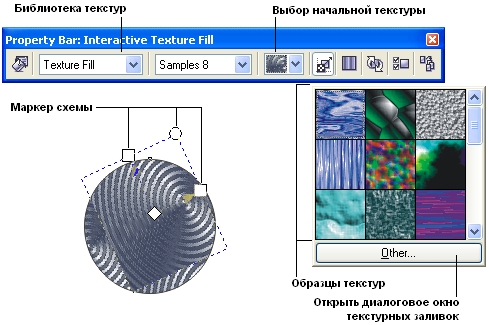 Библиотека текстур
Выбор начальной текстуры
Property Bar: Interactive Texture Fill
Texture Fill
Samples 8
Маркер схемы
Other...
Образцы текстур
Открыть диалоговое окно
текстурных заливок